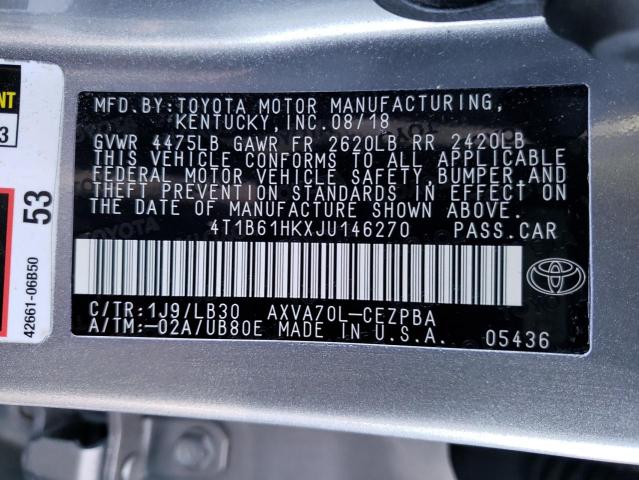 MFD.BY:TOYOTA MOTOR MANUFACTURING,
KENTUCKY, INC. 08/18
GVWR 4475LB GAWR FR 2620LB RR 2420LB
THIS VEHICLE CONFORMS TO ALL APPLICABLE
FEDERAL MOTOR VEHICLE SAFETY, BUMPER, AND
THEFT PREVENTION STANDARDS IN EFFECT ON
THE DATE OF MANUFACTURE SHOWN ABOVE.
4T1B61HKXJU146270 PASS.CAR
C/TR:1J9/LB30 AXVA70L-CEZPBA
A/TM:-02A/UB80E MADE IN U.S.A.
05436
TOYOTA
53
42661-06B50
3